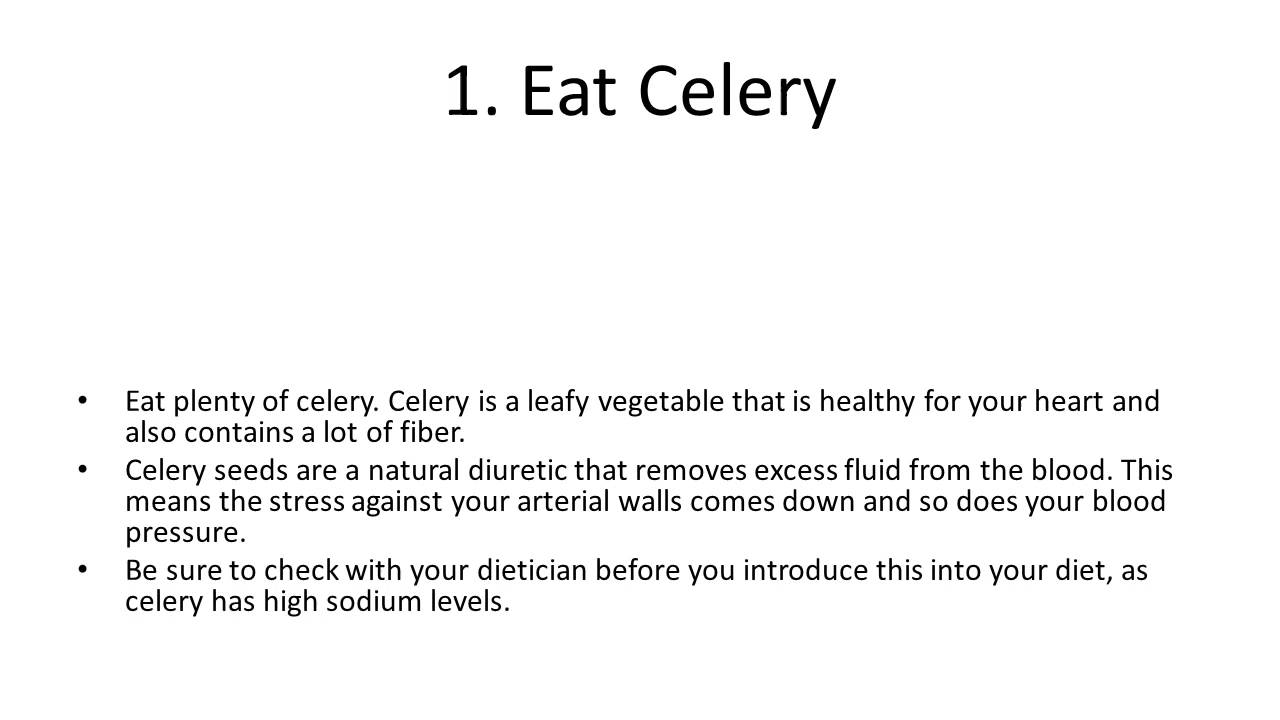 1. Eat Celery
• Eat plenty of celery. Celery is a leafy vegetable that is healthy for your heart and
also contains a lot of fiber.
• Celery seeds are a natural diuretic that removes excess fluid from the blood. This
means the stress against your arterial walls comes down and so does your blood
pressure.
• Be sure to check with your dietician before you introduce this into your diet, as
celery has high sodium levels.